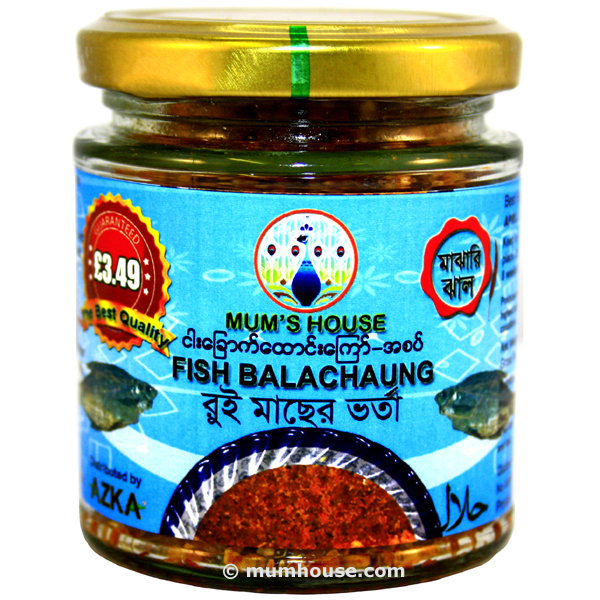 GUARANTEED
£3.49
The Best Quality
MUM'S HOUSE
ငါးခြောက်ထောင်းကြော်-အစပ်
FISH BALACHAUNG
রুই মাছের ভর্তা
মাঝারি
ঝাল
Distributed by
AZKA
حلال
© mumhouse.com